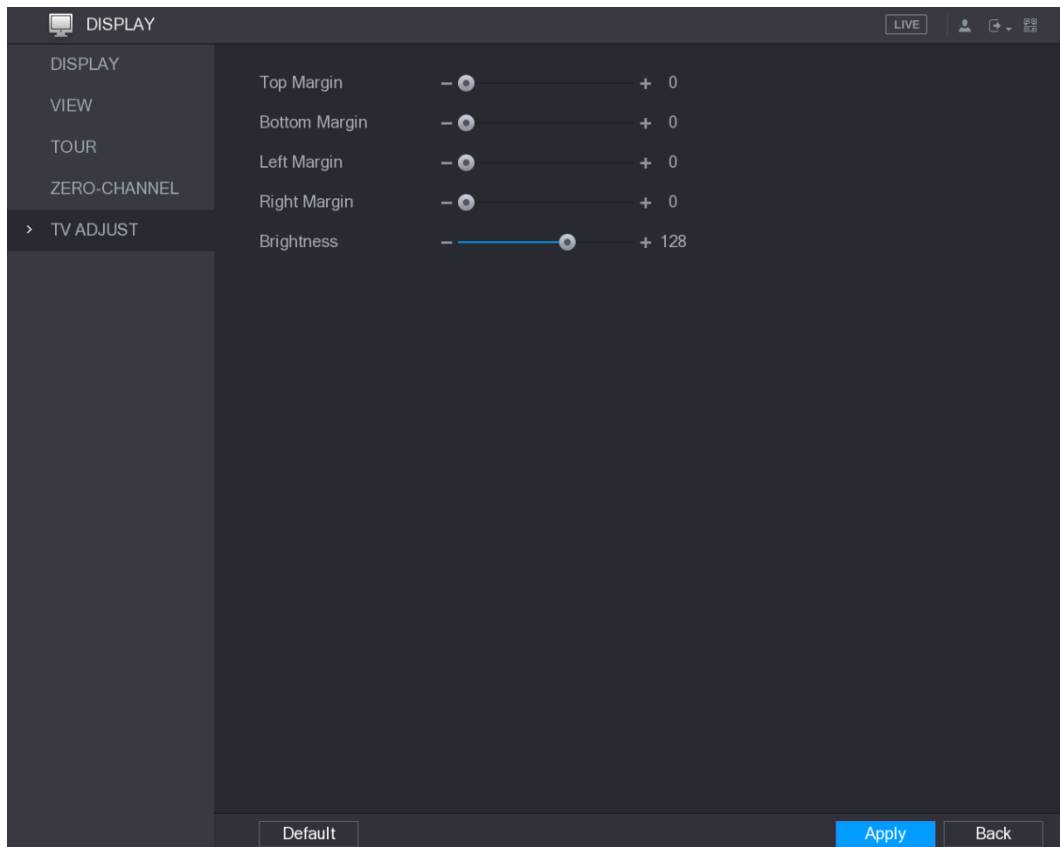 DISPLAY
LIVE
DISPLAY
VIEW
TOUR
ZERO-CHANNEL
TV ADJUST
Top Margin - + 0
Bottom Margin - + 0
Left Margin - + 0
Right Margin - + 0
Brightness - + 128
Default
Apply
Back